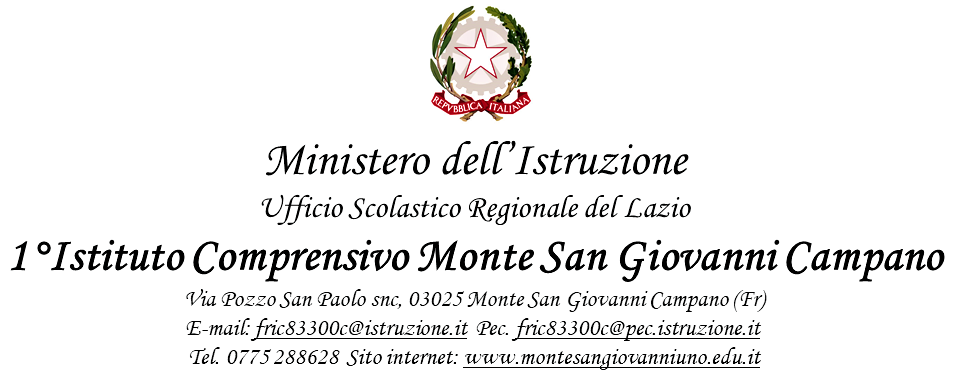 REPVBBLICA ITALIANA
Ministero dell'Istruzione
Ufficio Scolastico Regionale del Lazio
1°Istituto Comprensivo Monte San Giovanni Campano
Via Pozzo San Paolo snc, 03025 Monte San Giovanni Campano (Fr)
E-mail: fric83300c@istruzione.it Pec. fric83300c@pec.istruzione.it
Tel. 0775288628 Sito internet: www.montesangiovanniuno.edu.it